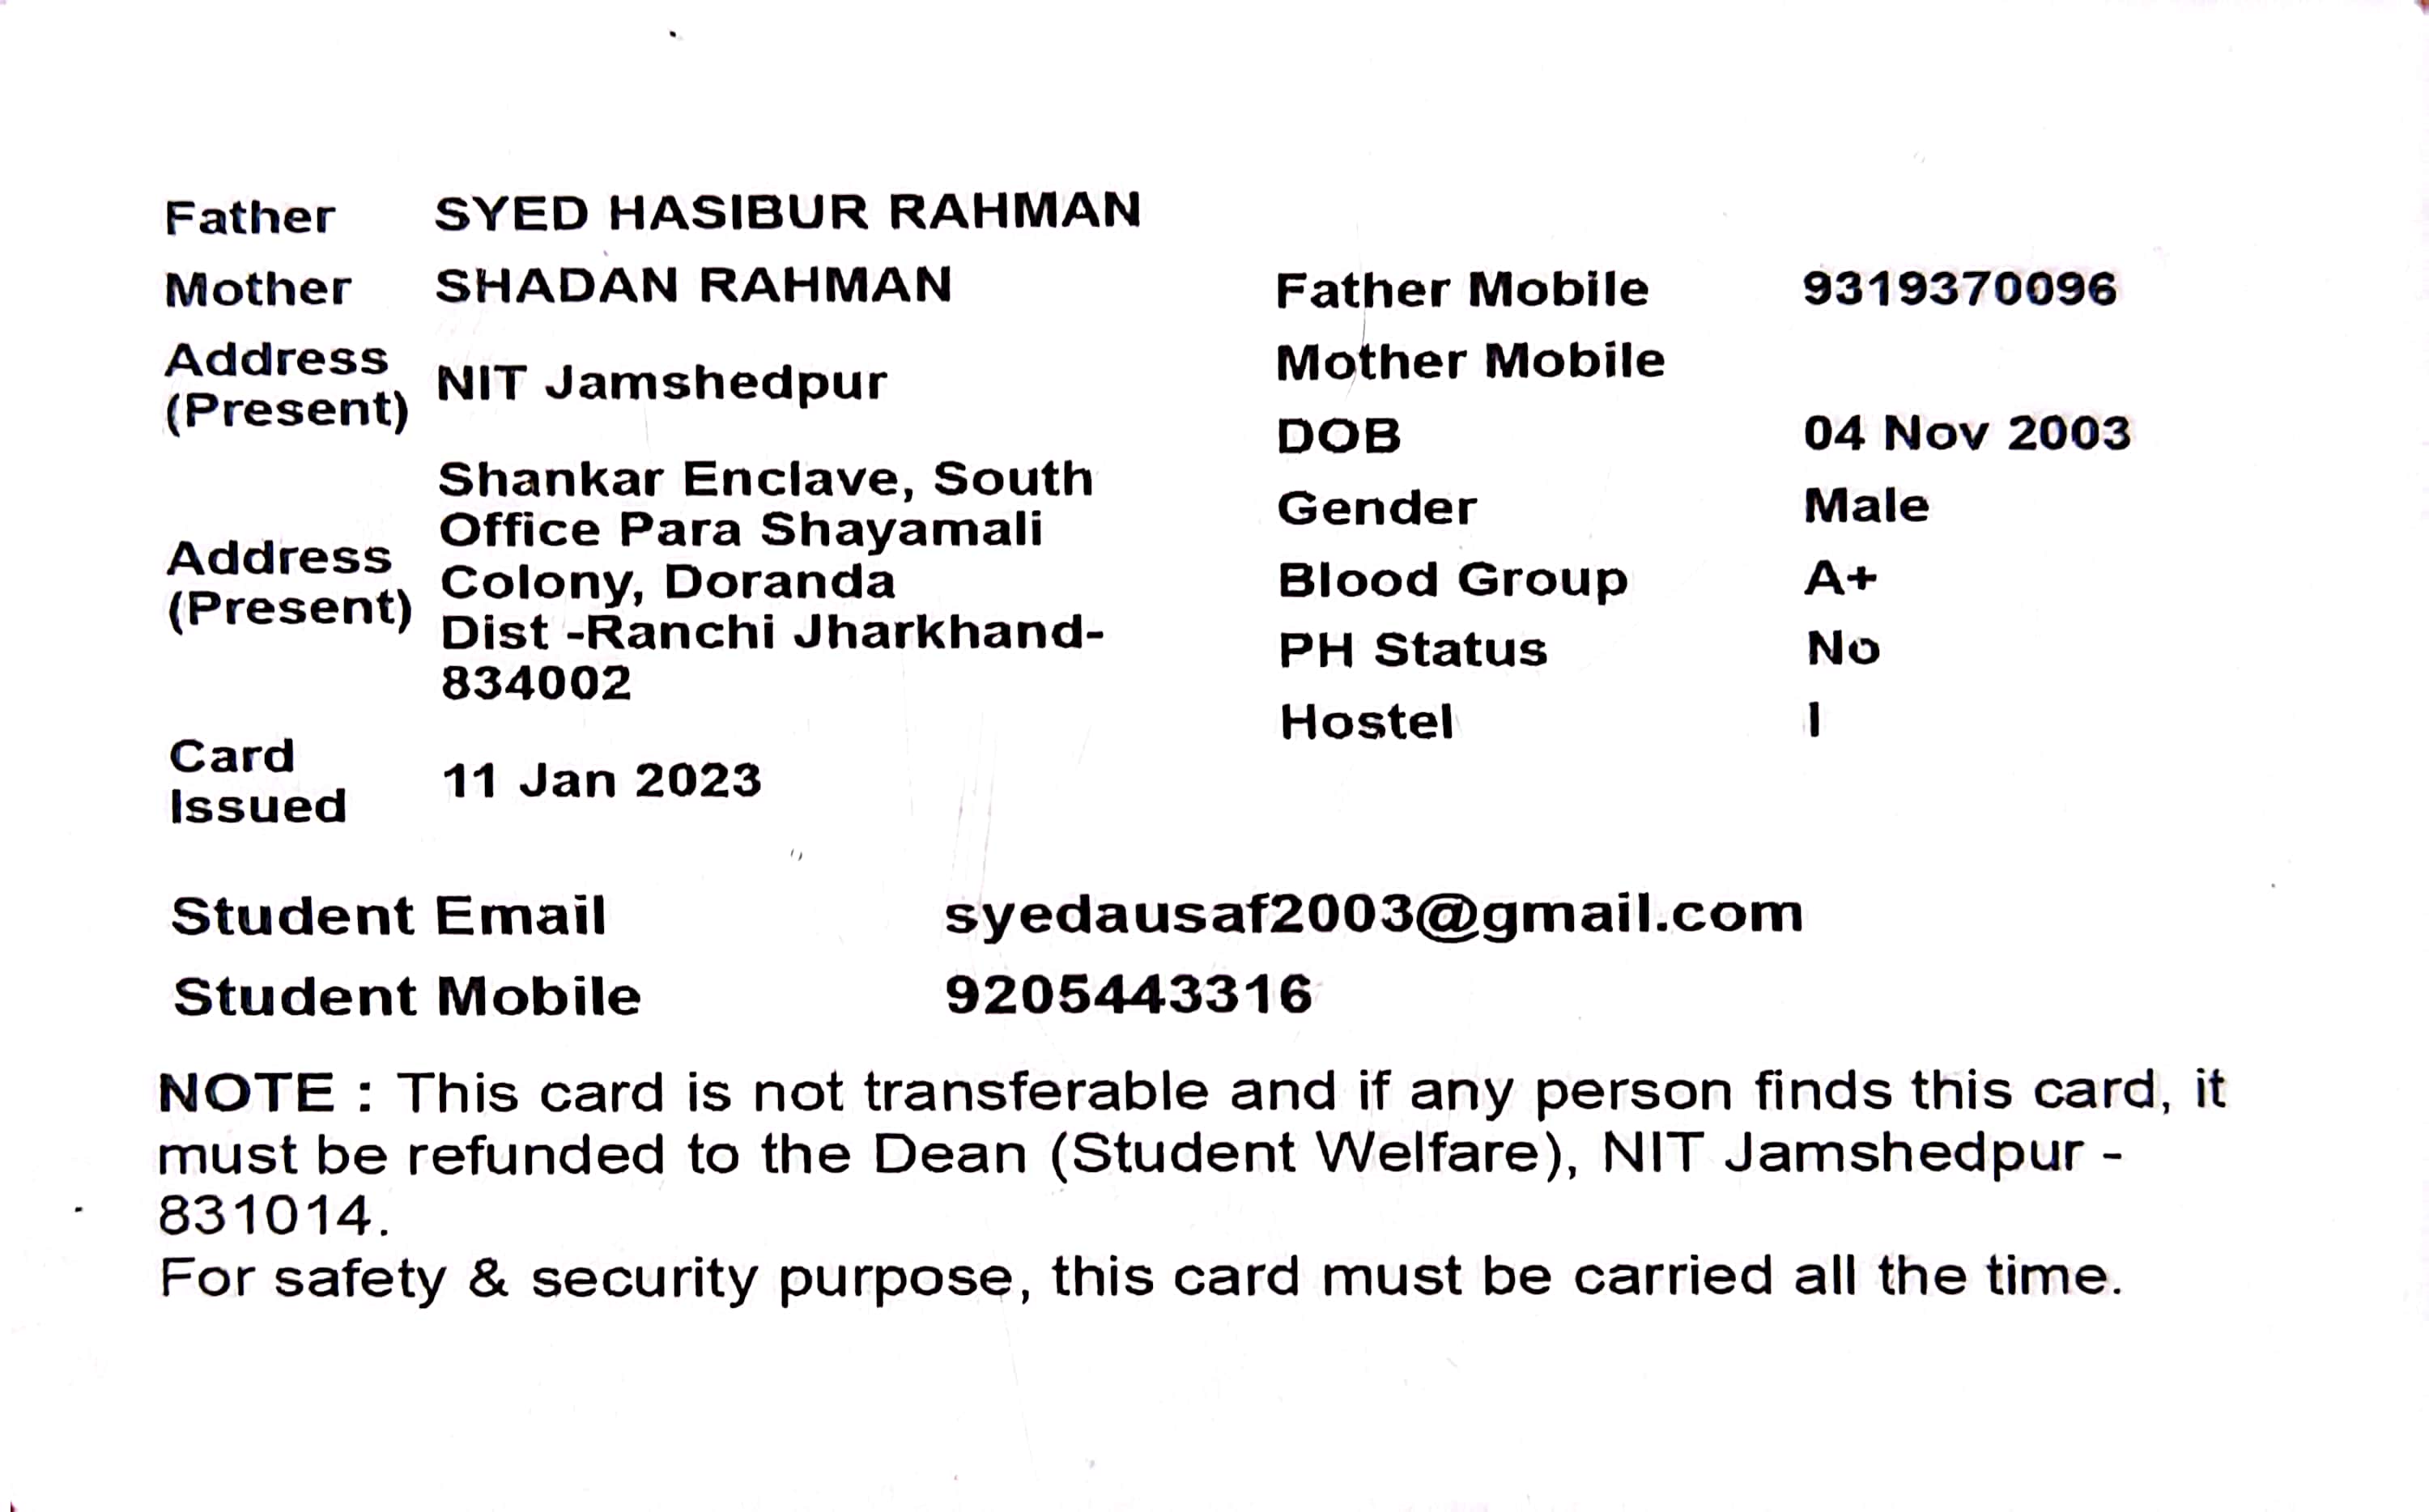 Father SYED HASIBUR RAHMAN
Mother SHADAN RAHMAN
Address
(Present)
NIT Jamshedpur
Address
(Present)
Shankar Enclave, South
Office Para Shayamali
Colony, Doranda
Dist -Ranchi Jharkhand-
834002
Card
Issued
11 Jan 2023
Father Mobile 9319370096
Mother Mobile
DOB 04 Nov 2003
Gender Male
Blood Group A+
PH Status No
Hostel I
Student Email syedausaf2003@gmail.com
Student Mobile 9205443316
NOTE : This card is not transferable and if any person finds this card, it
must be refunded to the Dean (Student Welfare), NIT Jamshedpur -
831014.
For safety & security purpose, this card must be carried all the time.